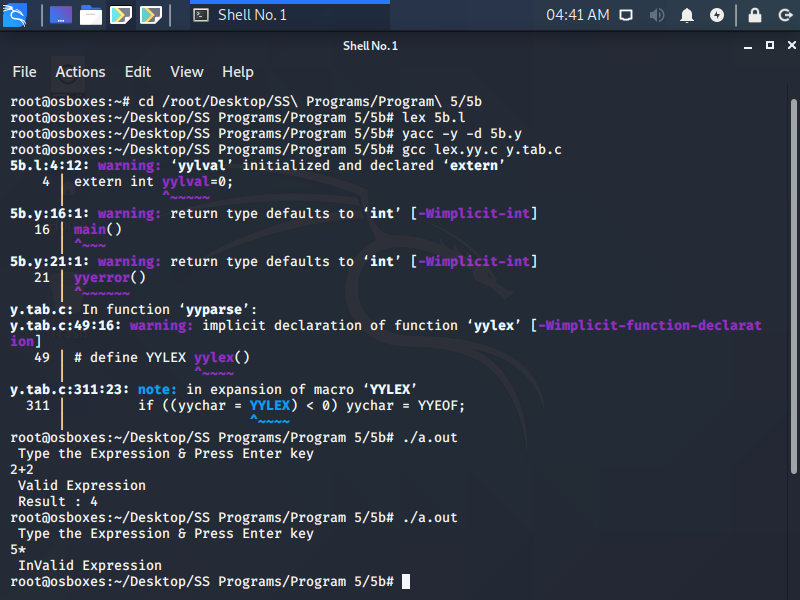 Shell No. 1
04:41 AM
Shell No. 1
File Actions Edit View Help
root@osboxes:~# cd /root/Desktop/SS\ Programs/Program\ 5/5b
root@osboxes:~/Desktop/SS Programs/Program 5/5b# lex 5b.l
root@osboxes:~/Desktop/SS Programs/Program 5/5b# yacc -y -d 5b.y
root@osboxes:~/Desktop/SS Programs/Program 5/5b# gcc lex.yy.c y.tab.c
5b.l:4:12: warning: ‘yylval’ initialized and declared ‘extern’
    4 | extern int yylval=0;
      |            ^~~~~~
5b.y:16:1: warning: return type defaults to ‘int’ [-Wimplicit-int]
   16 | main()
      | ^~~~
5b.y:21:1: warning: return type defaults to ‘int’ [-Wimplicit-int]
   21 | yyerror()
      | ^~~~~~~
y.tab.c: In function ‘yyparse’:
y.tab.c:49:16: warning: implicit declaration of function ‘yylex’ [-Wimplicit-function-declarat
ion]
   49 | # define YYLEX yylex()
      |                ^~~~~
y.tab.c:311:23: note: in expansion of macro ‘YYLEX’
  311 |         if ((yychar = YYLEX) < 0) yychar = YYEOF;
      |                       ^~~~~
root@osboxes:~/Desktop/SS Programs/Program 5/5b# ./a.out
 Type the Expression & Press Enter key
2+2
 Valid Expression
 Result : 4
root@osboxes:~/Desktop/SS Programs/Program 5/5b# ./a.out
 Type the Expression & Press Enter key
5*
 InValid Expression
root@osboxes:~/Desktop/SS Programs/Program 5/5b#